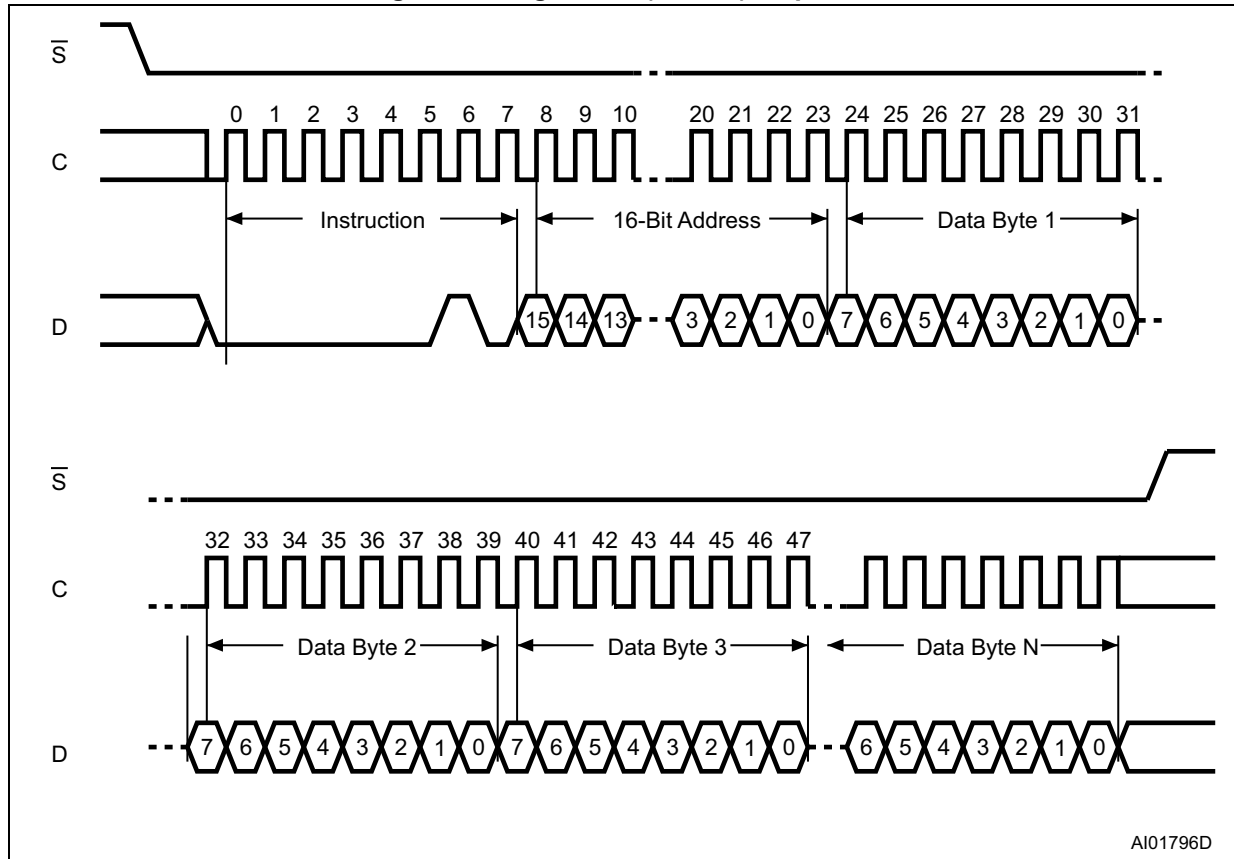 S
0 1 2 3 4 5 6 7 8 9 10 20 21 22 23 24 25 26 27 28 29 30 31
C
Instruction 16-Bit Address Data Byte 1
D 15 14 13 3 2 1 0 7 6 5 4 3 2 1 0
S
32 33 34 35 36 37 38 39 40 41 42 43 44 45 46 47
C
Data Byte 2 Data Byte 3 Data Byte N
D 7 6 5 4 3 2 1 0 7 6 5 4 3 2 1 0 6 5 4 3 2 1 0
AI01796D